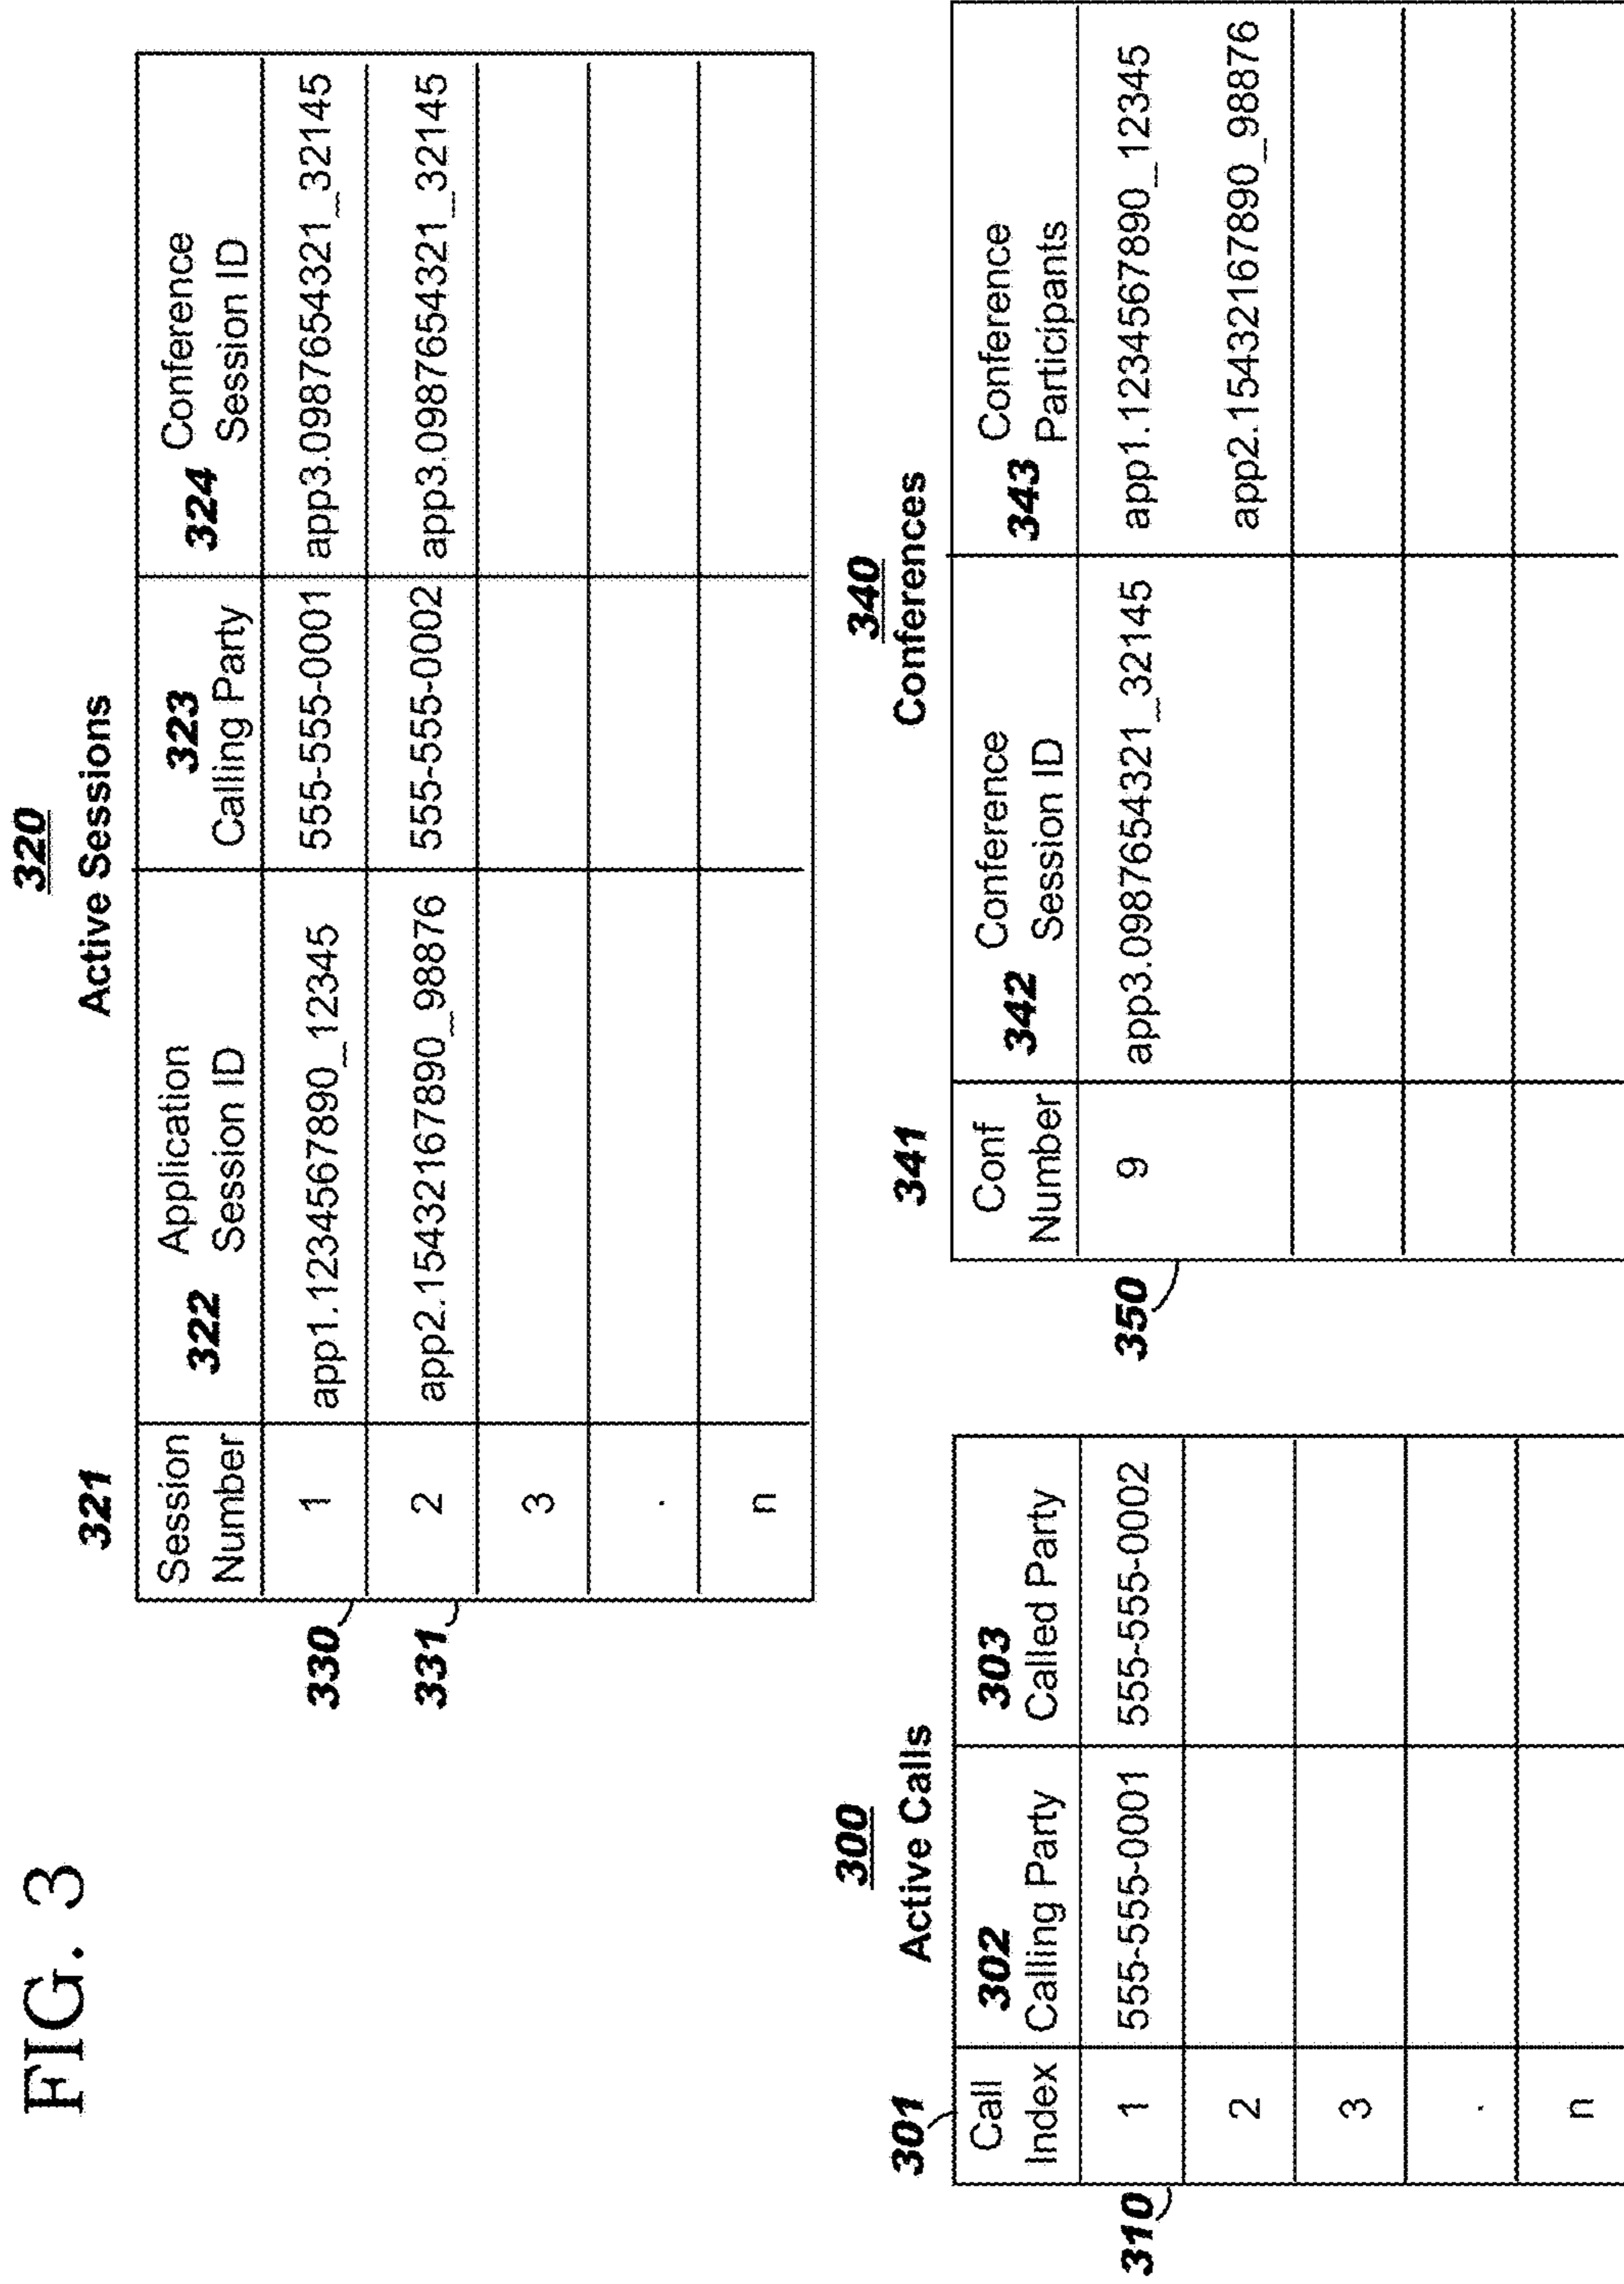 FIG. 3
320
Active Sessions
321
Session Number
322 Application Session ID
323 Calling Party
324 Conference Session ID
330
1 app1.1234567890_12345 555-555-0001 app3.0987654321_32145
331
2 app2.15432167890_98876 555-555-0002 app3.0987654321_32145
3
.
n
300
Active Calls
301
Call Index
302 Calling Party
303 Called Party
310
1 555-555-0001 555-555-0002
2
3
.
n
340
Conferences
341
Conf Number
342 Conference Session ID
343 Conference Participants
350
9 app3.0987654321_32145 app1.1234567890_12345
app2.15432167890_98876